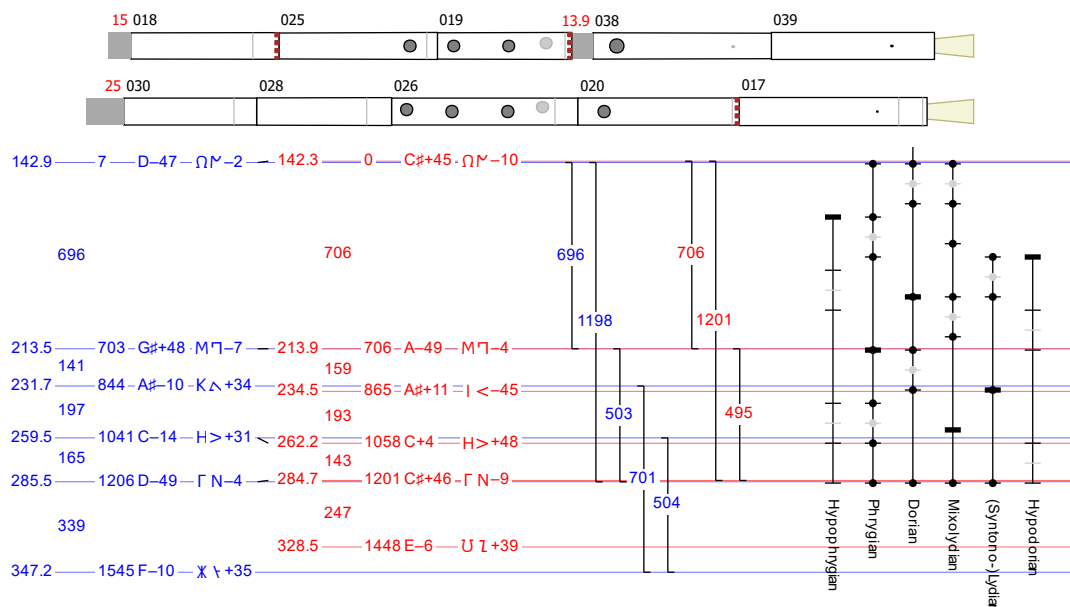 15 018 025 019 13.9 038 039
25 030 028 026 020 017
142.9 7 D–47 –2 142.3 0 C♯+45 –10
696 706 696 706
1198 1201
213.5 703 G♯+48 –7 213.9 706 A–49 –4
141 159
231.7 844 A♯–10 +34 234.5 865 A♯+11 –45
197 193 503 495
259.5 1041 C–14 H>+31 262.2 1058 C+4 H>+48
165 143
285.5 1206 D–49 Γ N–4 284.7 1201 C♯+46 Γ N–9
701
504
339 247
328.5 1448 E–6 +39
347.2 1545 F–10 +35
Hypophrygian
Phrygian
Dorian
Mixolydian
(Syntono-)Lydia
Hypodorian